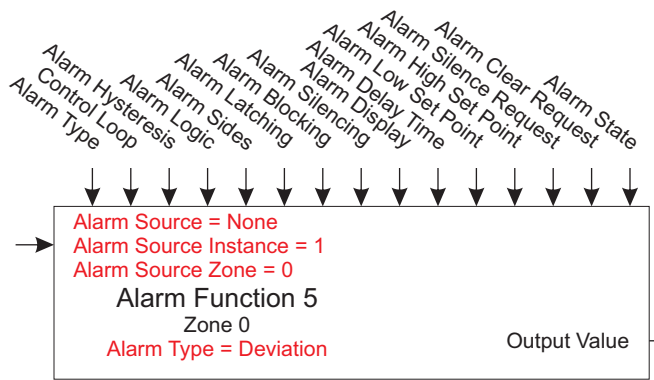 Alarm Type
Control Loop
Alarm Hysteresis
Alarm Logic
Alarm Sides
Alarm Latching
Alarm Blocking
Alarm Silencing
Alarm Display
Alarm Delay Time
Alarm Low Set Point
Alarm High Set Point
Alarm Silence Request
Alarm Clear Request
Alarm State
Alarm Source = None
Alarm Source Instance = 1
Alarm Source Zone = 0
Alarm Function 5
Zone 0
Alarm Type = Deviation
Output Value